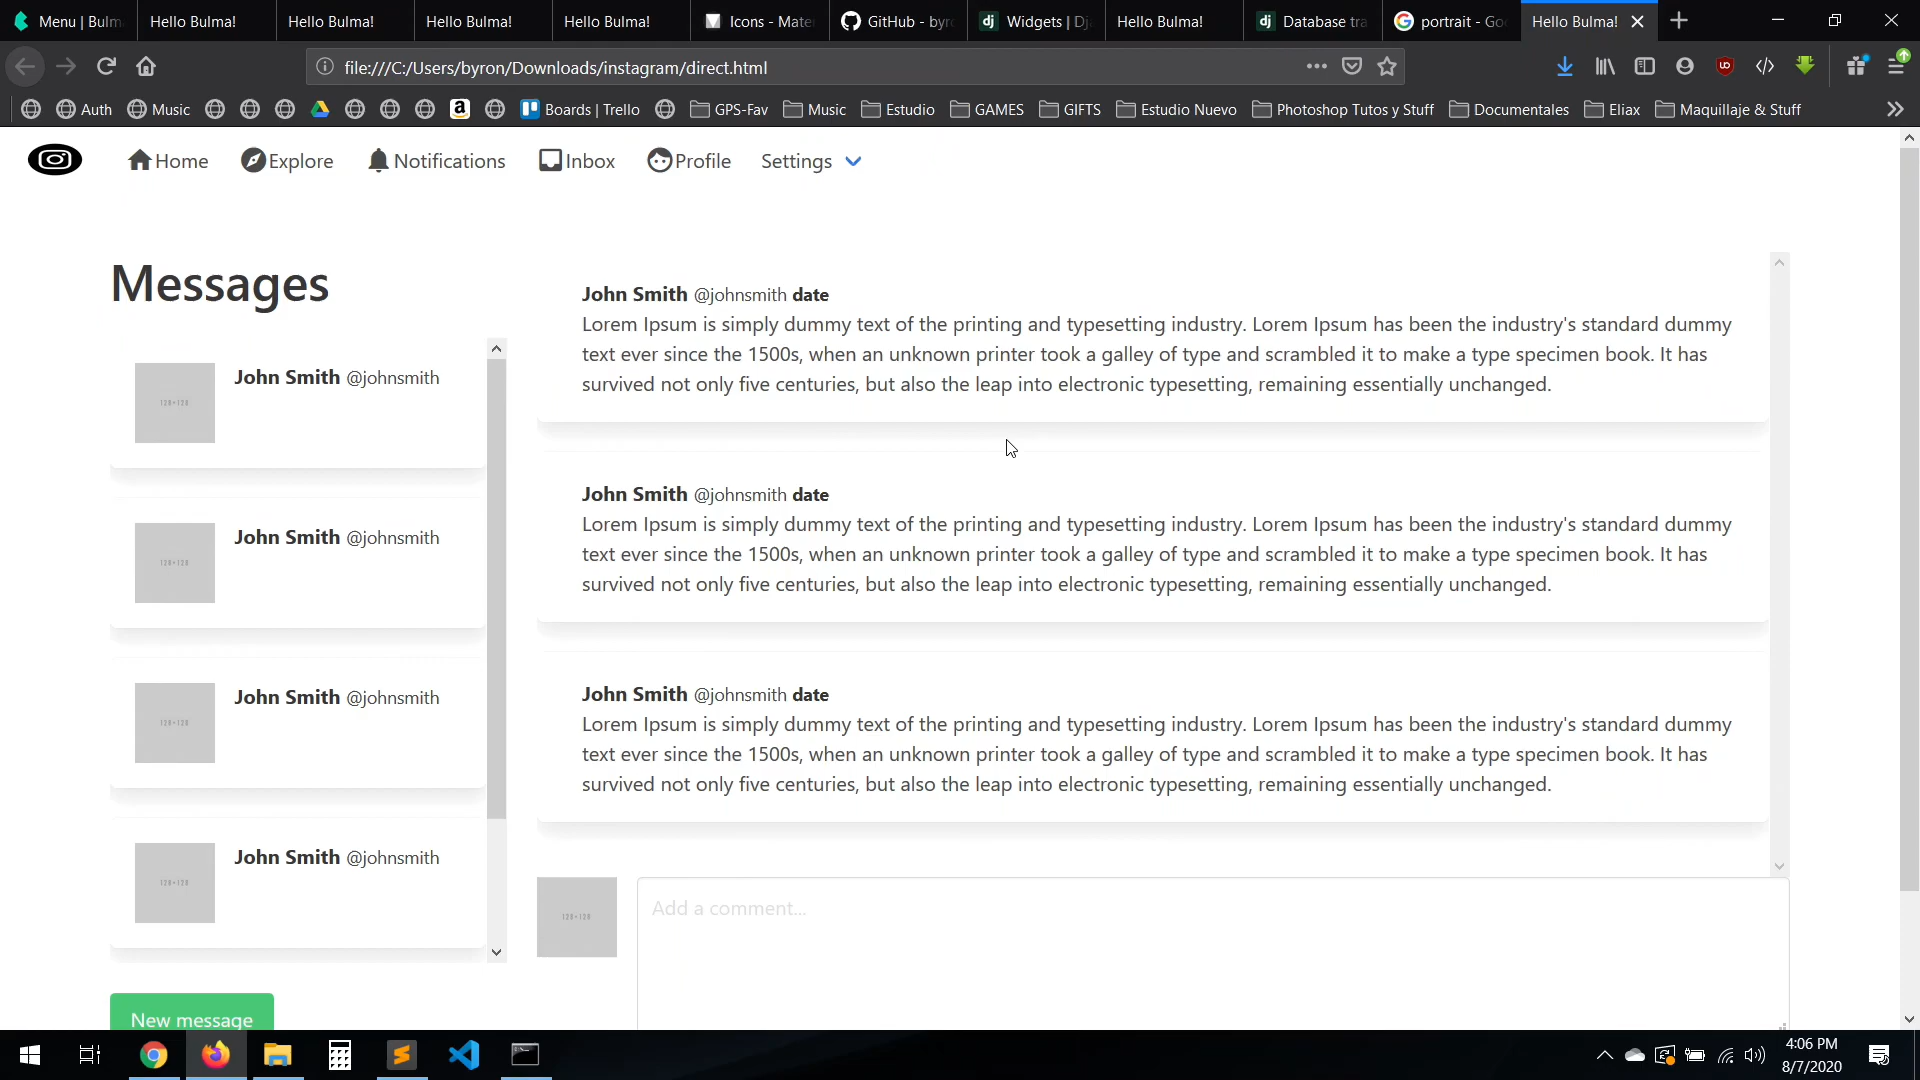 Menu | Bulm
Hello Bulma!
Hello Bulma!
Hello Bulma!
Hello Bulma!
Icons - Mate
GitHub - byro
Widgets | Dj
Hello Bulma!
Database tra
portrait - Go
Hello Bulma!
file:///C:/Users/byron/Downloads/instagram/direct.html
Auth
Music
Boards | Trello
GPS-Fav
Music
Estudio
GAMES
GIFTS
Estudio Nuevo
Photoshop Tutos y Stuff
Documentales
Eliax
Maquillaje & Stuff
Home
Explore
Notifications
Inbox
Profile
Settings
Messages
John Smith @johnsmith
128×128
John Smith @johnsmith
128×128
John Smith @johnsmith
128×128
John Smith @johnsmith
128×128
New message
John Smith @johnsmith date
Lorem Ipsum is simply dummy text of the printing and typesetting industry. Lorem Ipsum has been the industry's standard dummy
text ever since the 1500s, when an unknown printer took a galley of type and scrambled it to make a type specimen book. It has
survived not only five centuries, but also the leap into electronic typesetting, remaining essentially unchanged.
John Smith @johnsmith date
Lorem Ipsum is simply dummy text of the printing and typesetting industry. Lorem Ipsum has been the industry's standard dummy
text ever since the 1500s, when an unknown printer took a galley of type and scrambled it to make a type specimen book. It has
survived not only five centuries, but also the leap into electronic typesetting, remaining essentially unchanged.
John Smith @johnsmith date
Lorem Ipsum is simply dummy text of the printing and typesetting industry. Lorem Ipsum has been the industry's standard dummy
text ever since the 1500s, when an unknown printer took a galley of type and scrambled it to make a type specimen book. It has
survived not only five centuries, but also the leap into electronic typesetting, remaining essentially unchanged.
128×128
Add a comment...
4:06 PM
8/7/2020